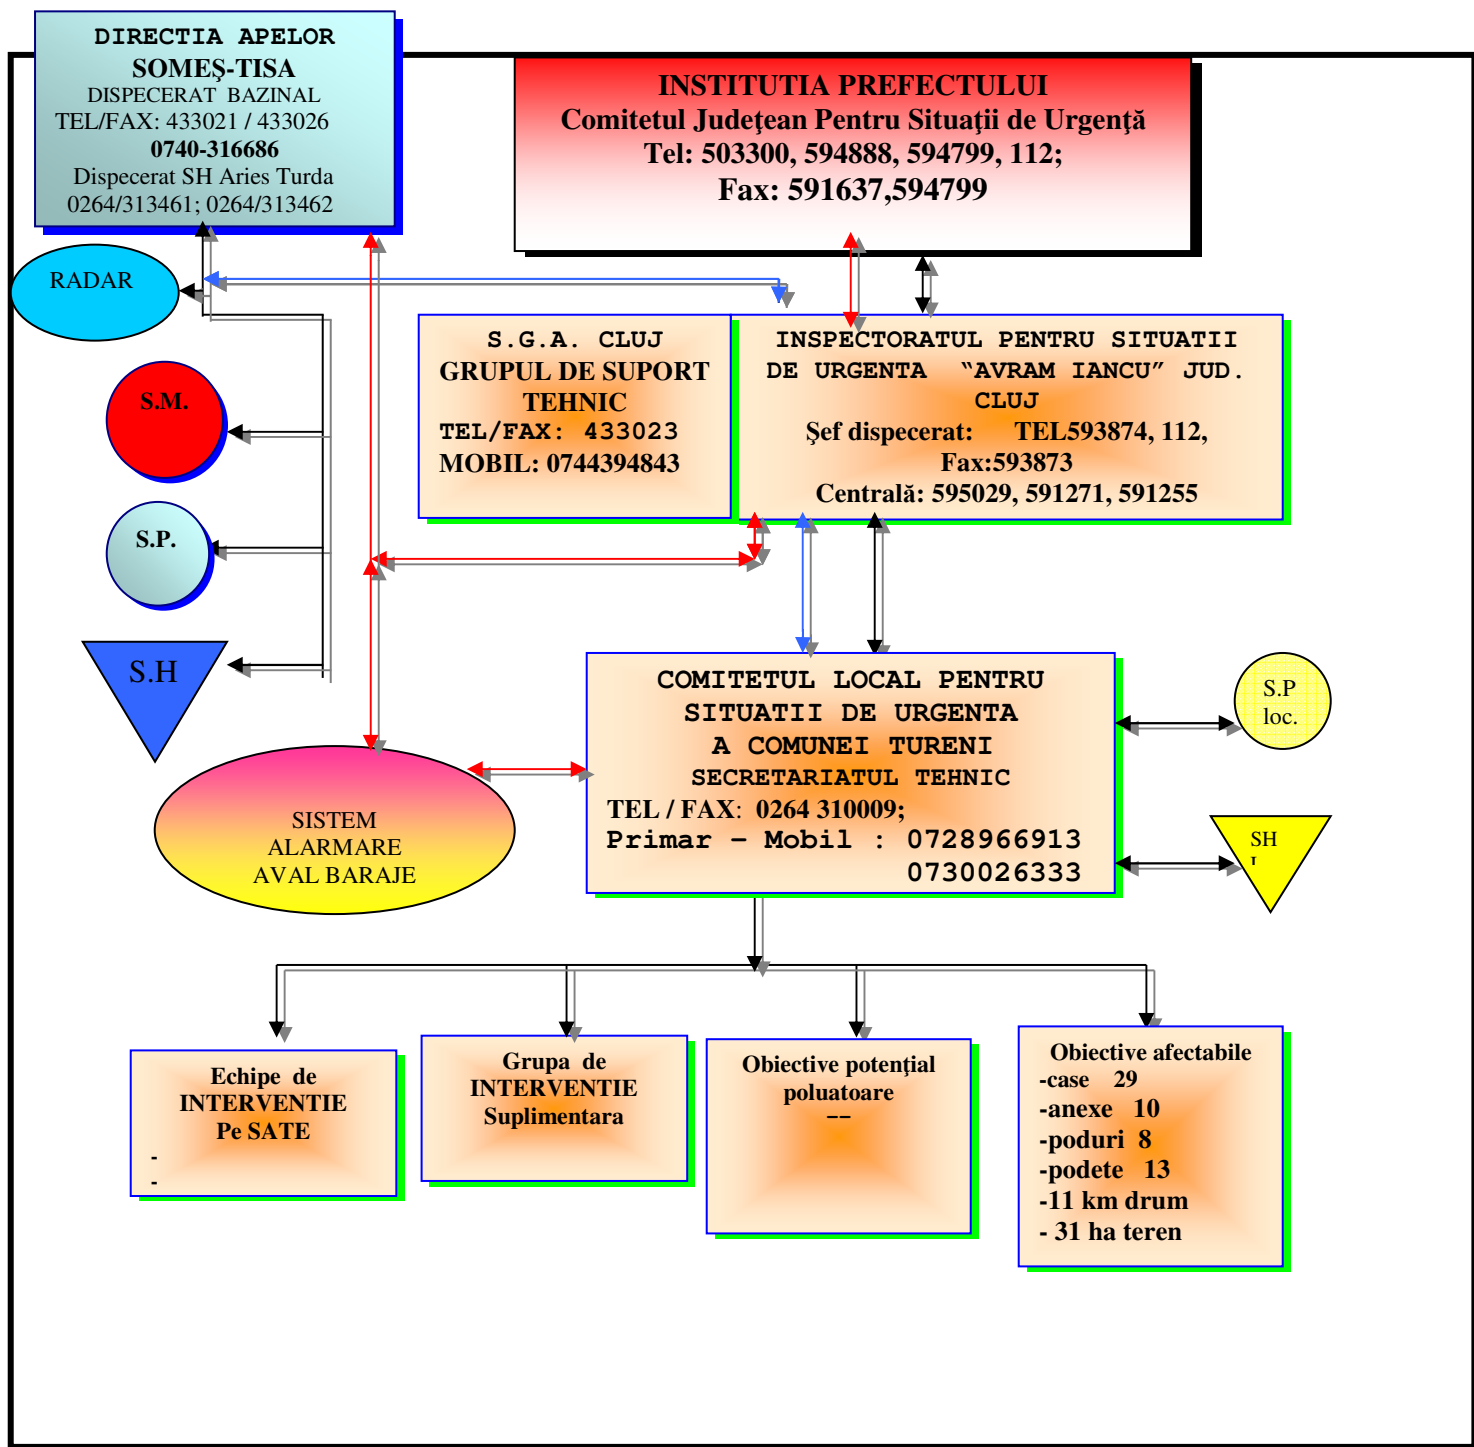 DIRECTIA APELOR
SOMEŞ-TISA
DISPECERAT BAZINAL
TEL/FAX: 433021 / 433026
0740-316686
Dispecerat SH Aries Turda
0264/313461; 0264/313462
INSTITUTIA PREFECTULUI
Comitetul Judeţean Pentru Situaţii de Urgenţă
Tel: 503300, 594888, 594799, 112;
Fax: 591637,594799
RADAR
S.G.A. CLUJ
GRUPUL DE SUPORT
TEHNIC
TEL/FAX: 433023
MOBIL: 0744394843
INSPECTORATUL PENTRU SITUATII
DE URGENTA “AVRAM IANCU” JUD.
CLUJ
Şef dispecerat: TEL593874, 112,
Fax:593873
Centrală: 595029, 591271, 591255
S.M.
S.P.
S.H
COMITETUL LOCAL PENTRU
SITUATII DE URGENTA
A COMUNEI TURENI
SECRETARIATUL TEHNIC
TEL / FAX: 0264 310009;
Primar – Mobil : 0728966913
0730026333
S.P
loc.
SH
SISTEM
ALARMARE
AVAL BARAJE
Echipe de
INTERVENTIE
Pe SATE
-
-
Grupa de
INTERVENTIE
Suplimentara
Obiective potenţial
poluatoare
––
Obiective afectabile
-case 29
-anexe 10
-poduri 8
-podete 13
-11 km drum
- 31 ha teren